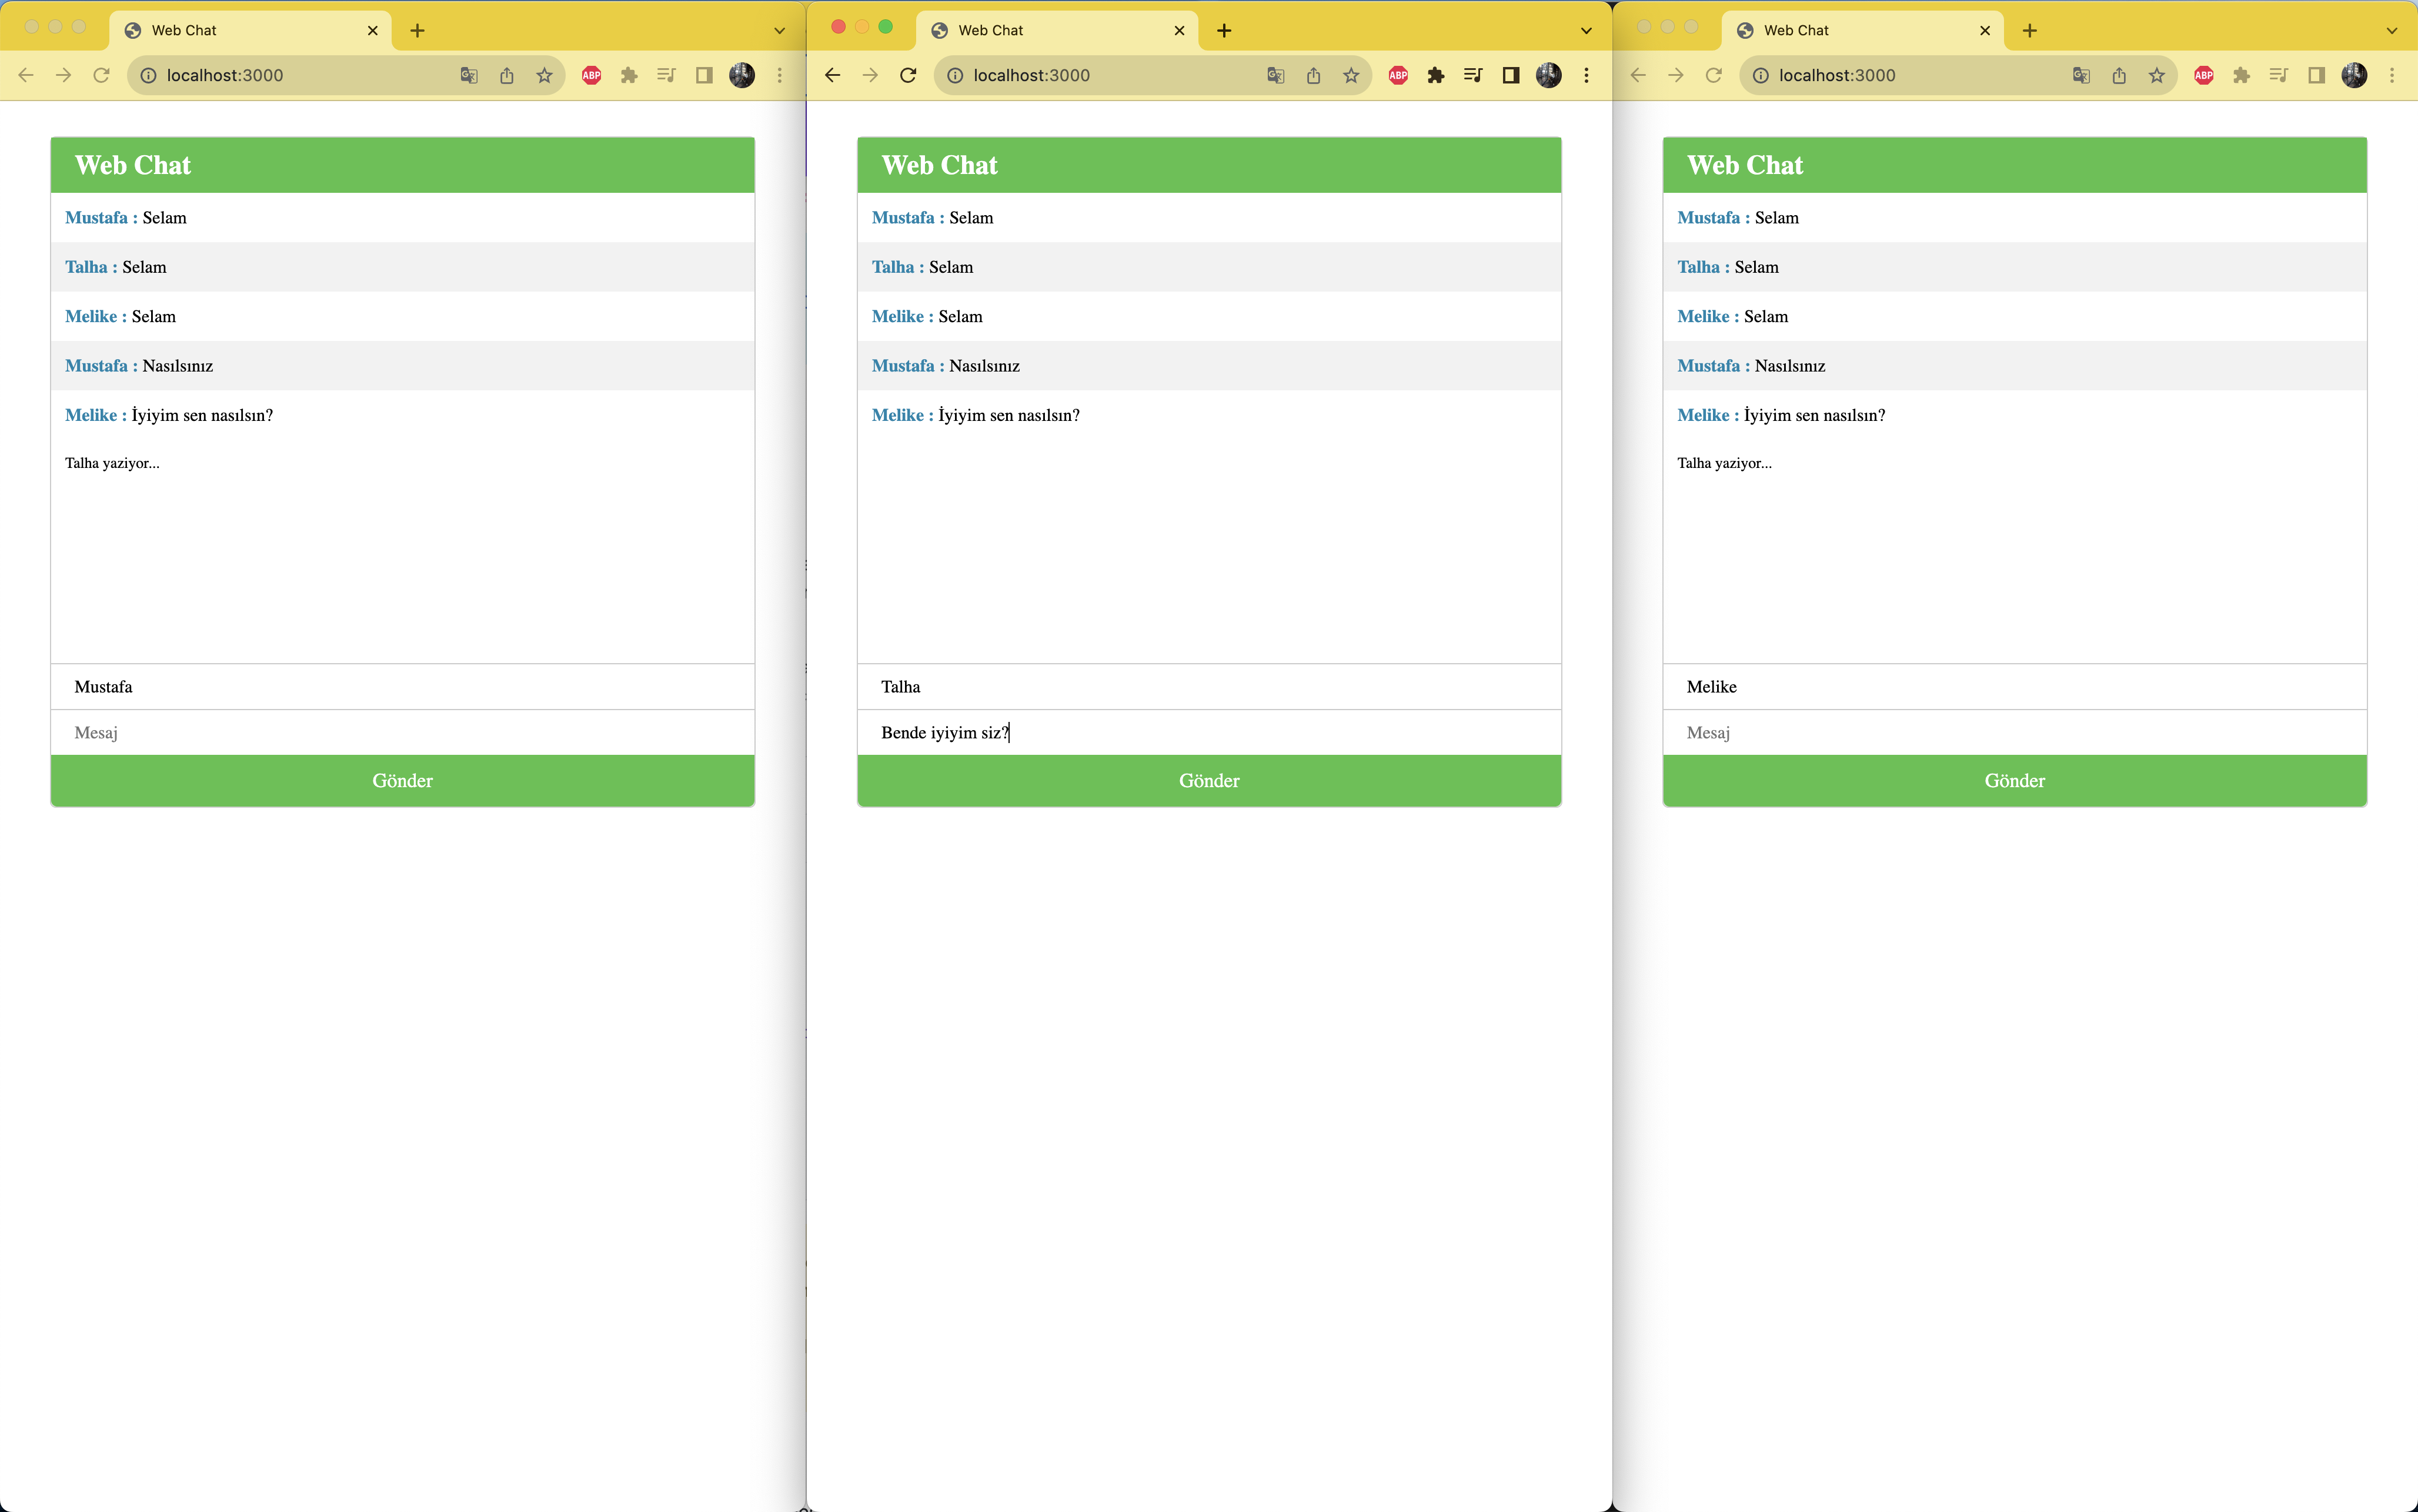 Web Chat
localhost:3000
ABP
Web Chat
Mustafa : Selam
Talha : Selam
Melike : Selam
Mustafa : Nasılsınız
Melike : İyiyim sen nasılsın?
Talha yaziyor...
Mustafa
Mesaj
Gönder
Web Chat
localhost:3000
ABP
Web Chat
Mustafa : Selam
Talha : Selam
Melike : Selam
Mustafa : Nasılsınız
Melike : İyiyim sen nasılsın?
Talha
Bende iyiyim siz?
Gönder
Web Chat
localhost:3000
ABP
Web Chat
Mustafa : Selam
Talha : Selam
Melike : Selam
Mustafa : Nasılsınız
Melike : İyiyim sen nasılsın?
Talha yaziyor...
Melike
Mesaj
Gönder